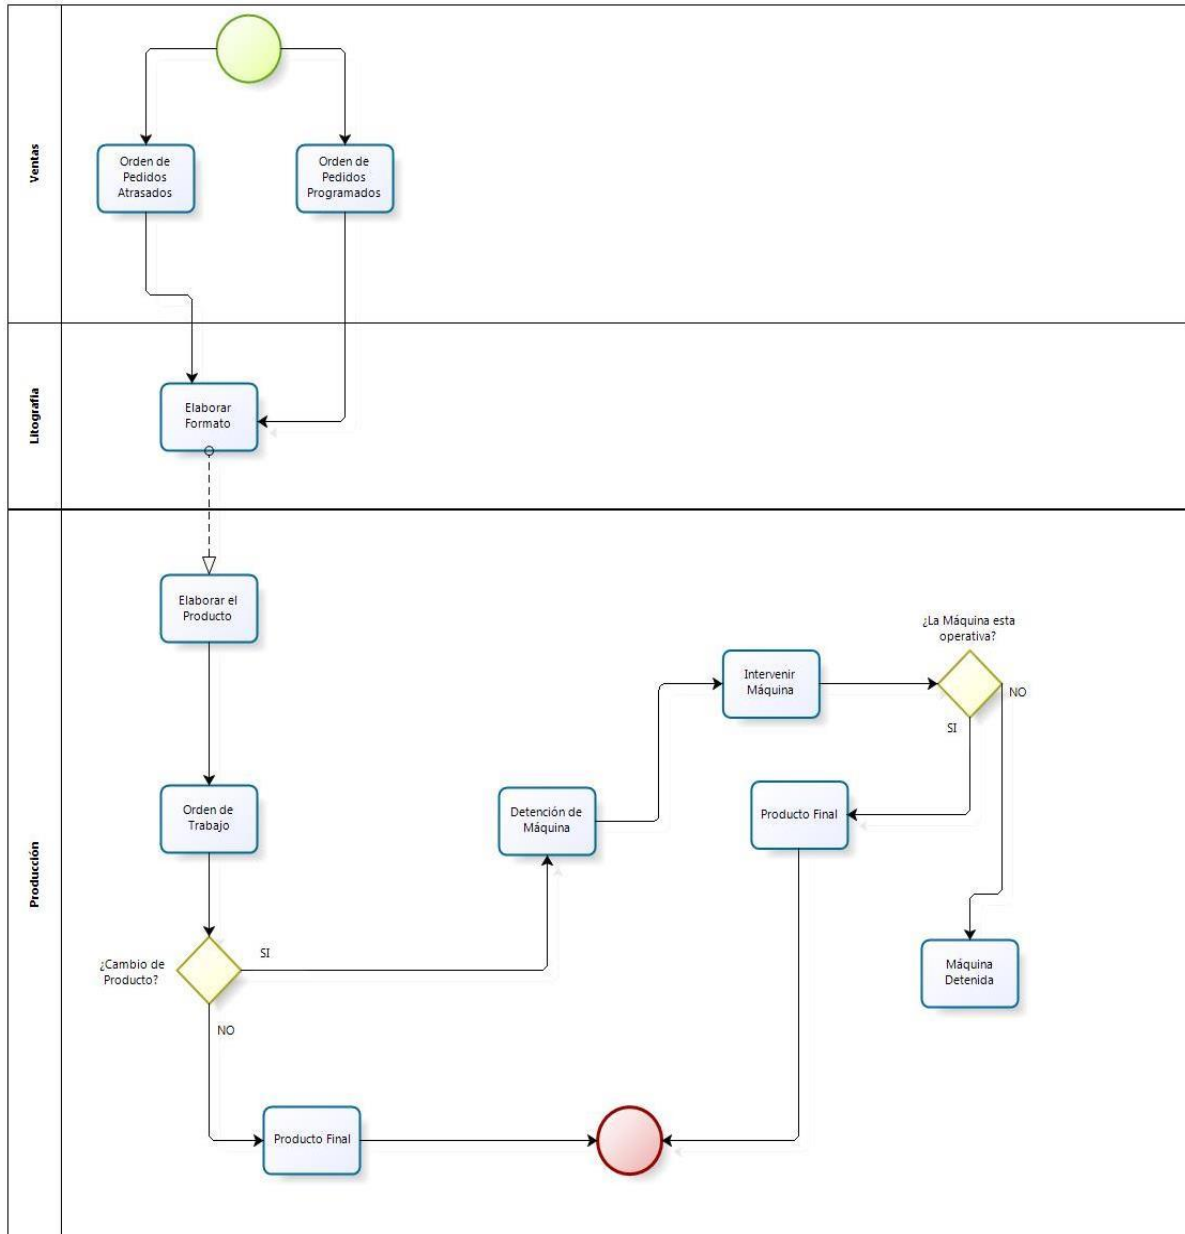 Ventas
Orden de
Pedidos
Atrasados
Orden de
Pedidos
Programados
Litografia
Elaborar
Formato
Producción
Elaborar el
Producto
¿La Máquina esta
operativa?
Intervenir
Máquina
NO
SI
Orden de
Trabajo
Detención de
Máquina
Producto Final
¿Cambio de
Producto?
SI
Máquina
Detenida
NO
Producto Final